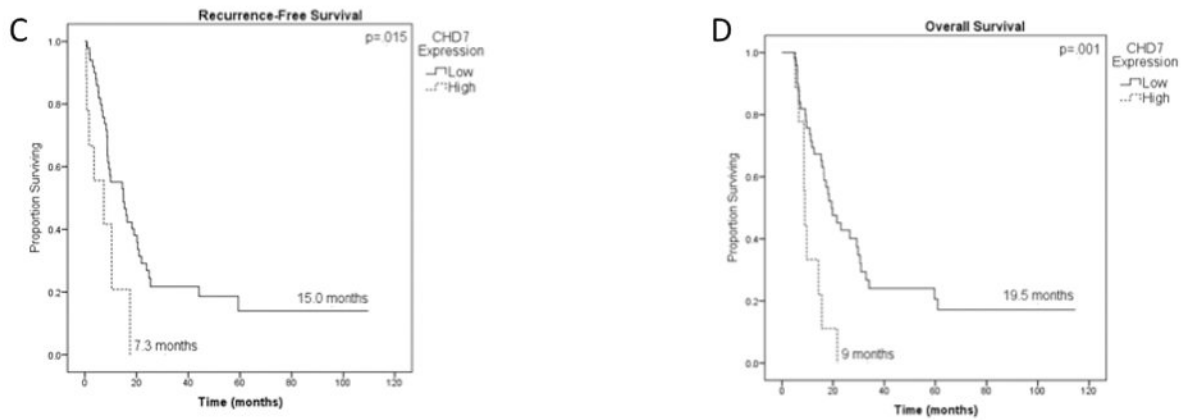 C
Recurrence-Free Survival
p=.015
CHD7
Expression
Low
High
Proportion Surviving
1.0
0.8
0.6
0.4
0.2
0.0
15.0 months
7.3 months
0 20 40 60 80 100 120
Time (months)
D
Overall Survival
p=.001
CHD7
Expression
Low
High
Proportion Surviving
1.0
0.8
0.6
0.4
0.2
0.0
19.5 months
9 months
0 20 40 60 80 100 120
Time (months)